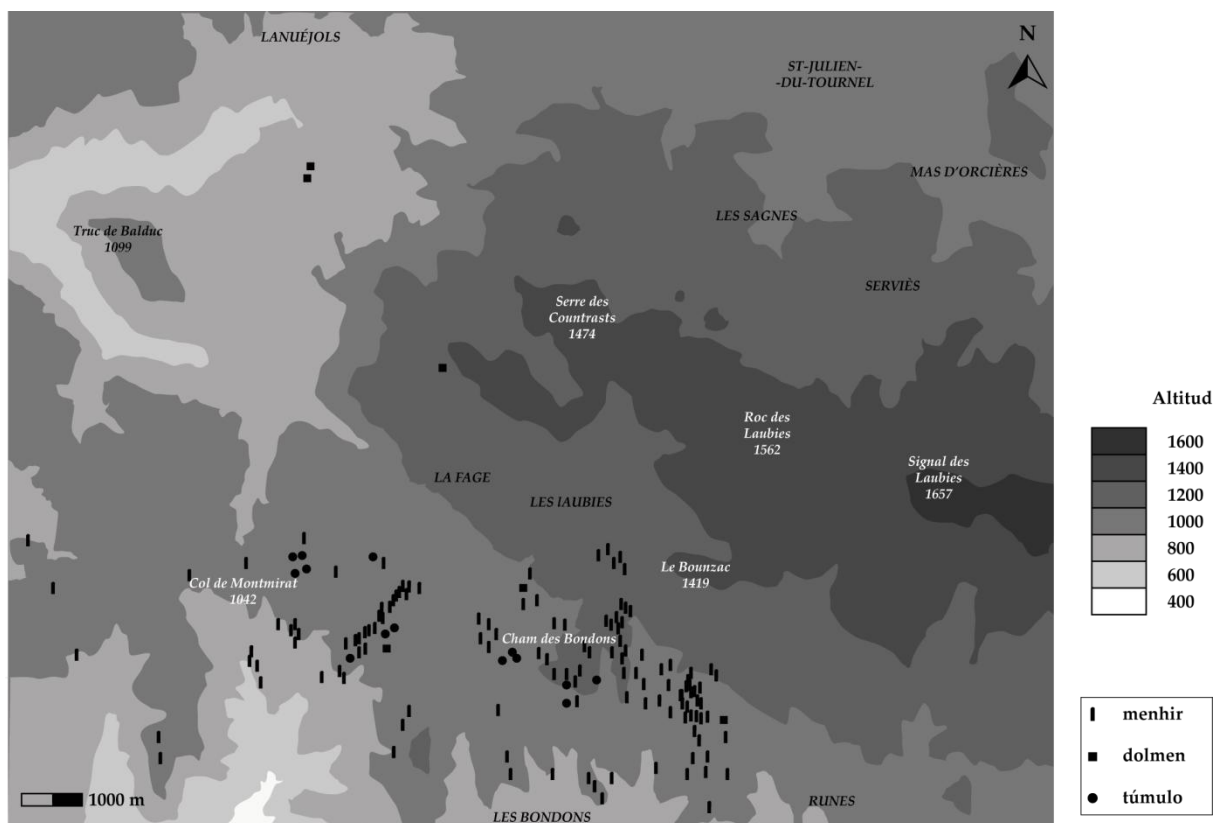 LANUÉJOLS
N
ST-JULIEN-
-DU-TOURNEL
MAS D'ORCIÈRES
LES SAGNES
Truc de Balduc
1099
SERVIÈS
Serre des
Countrasts
1474
Roc des
Laubies
1562
Signal des
Laubies
1657
LA FAGE
LES lAUBIES
Le Bounzac
1419
Col de Montmirat
1042
Cham des Bondons
1000 m
LES BONDONS
RUNES
Altitud
1600
1400
1200
1000
800
600
400
menhir
dolmen
túmulo